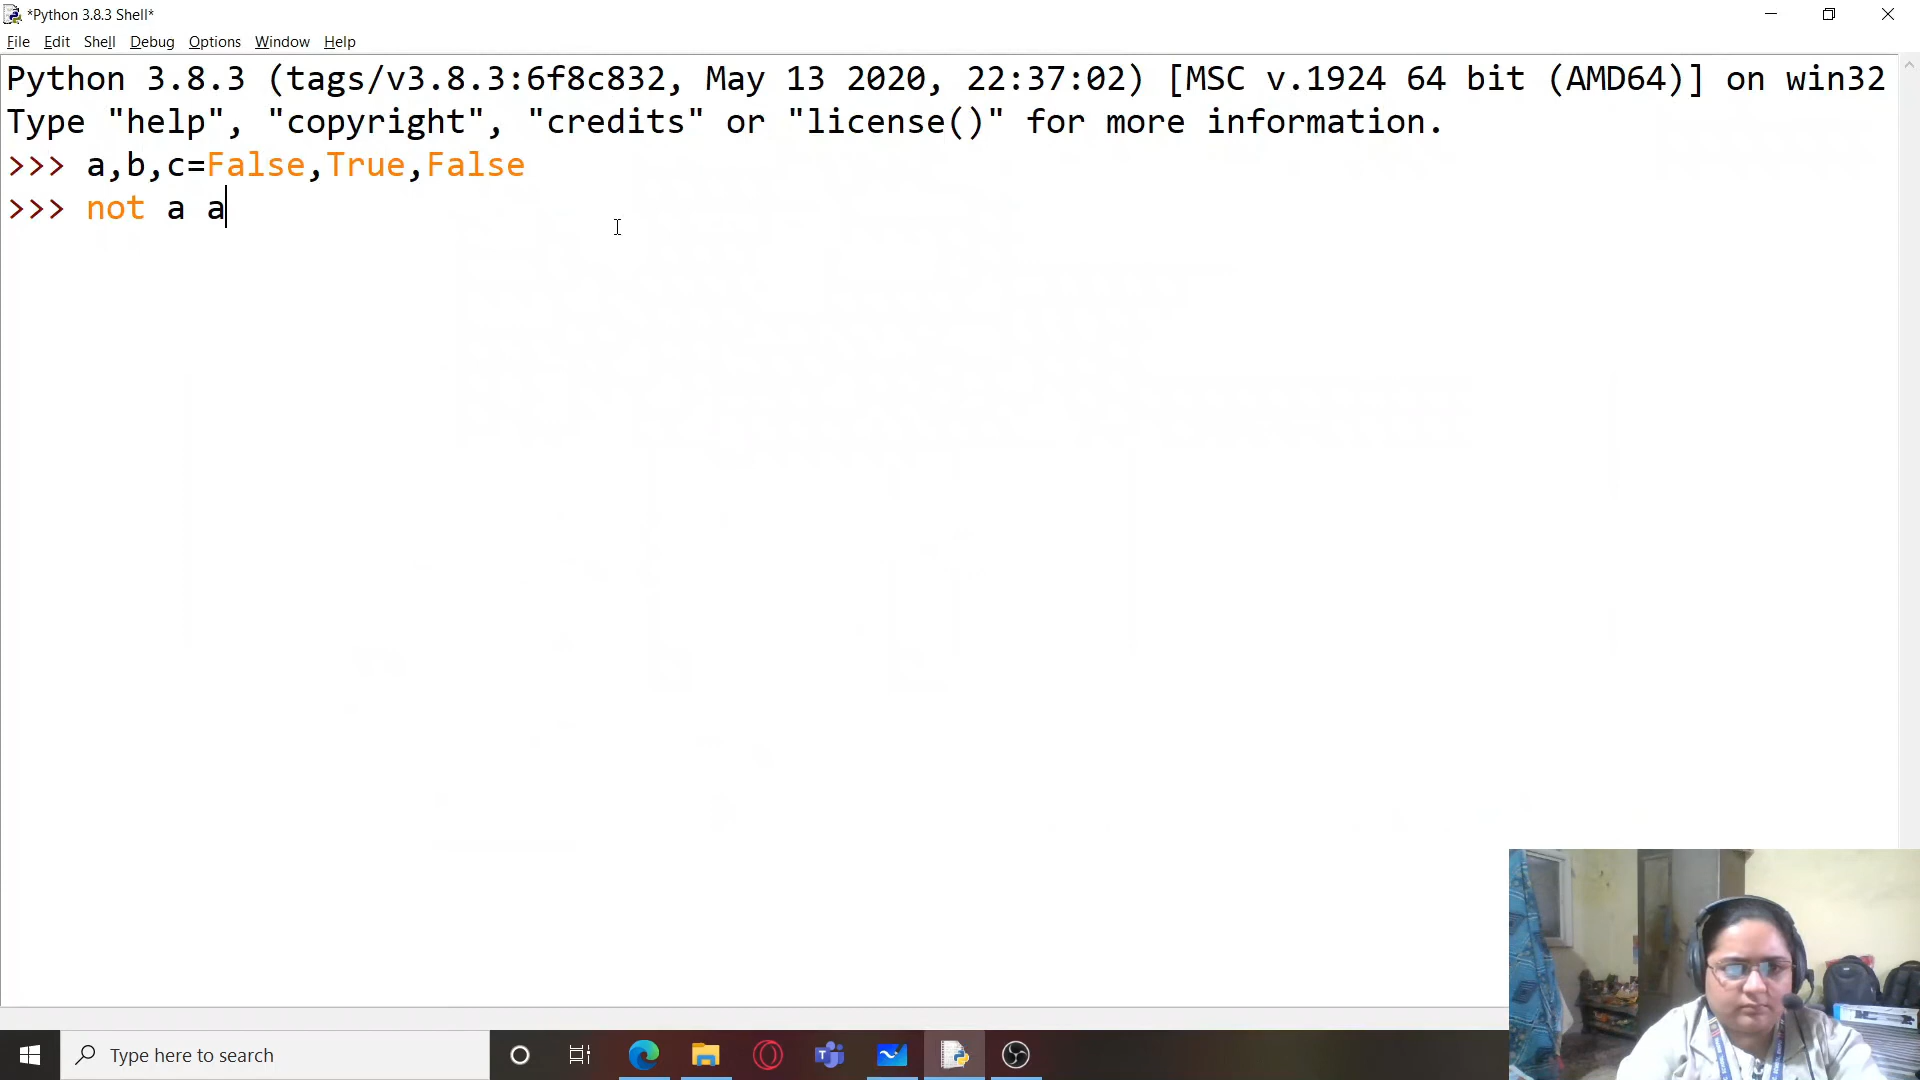 *Python 3.8.3 Shell*
File Edit Shell Debug Options Window Help
Python 3.8.3 (tags/v3.8.3:6f8c832, May 13 2020, 22:37:02) [MSC v.1924 64 bit (AMD64)] on win32
Type "help", "copyright", "credits" or "license()" for more information.
>>> a,b,c=False,True,False
>>> not a a
Type here to search